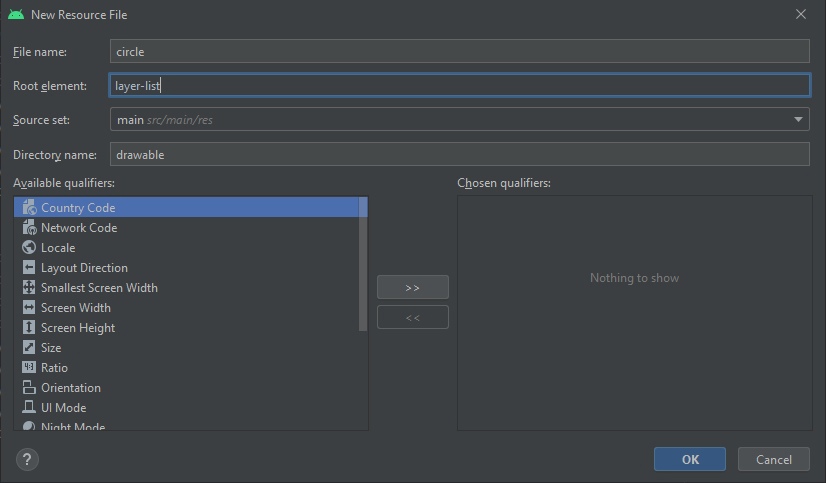 New Resource File
File name: circle
Root element: layer-list
Source set: main src/main/res
Directory name: drawable
Available qualifiers: Chosen qualifiers:
Country Code
Network Code
Locale
Layout Direction
Nothing to show
Smallest Screen Width
>>
Screen Width
<<
Screen Height
Size
Ratio
Orientation
UI Mode
Night Mode
? OK Cancel